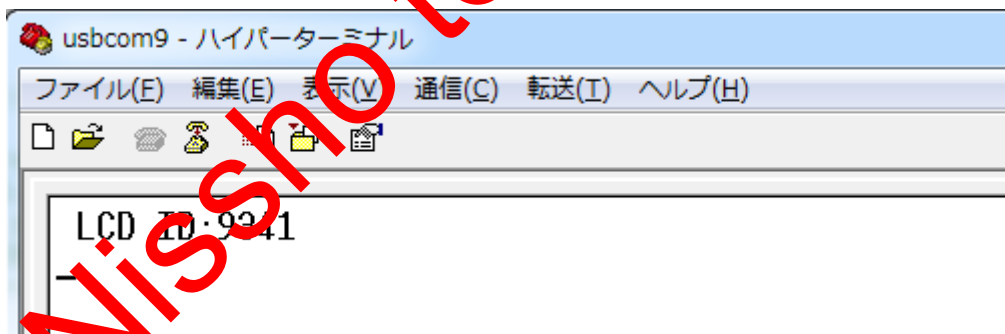 usbcom9 - ハイパーターミナル
ファイル(F) 編集(E) 表示(V) 通信(C) 転送(T) ヘルプ(H)
LCD ID:9341
Nissho